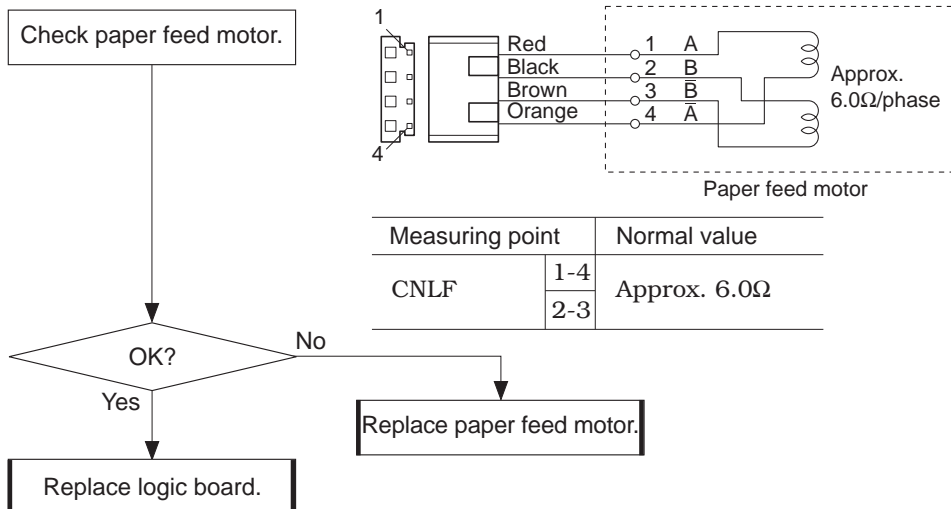 Check paper feed motor.
1
4
Red
Black
Brown
Orange
1 A
2 B
3 B̅
4 A̅
Approx.
6.0Ω/phase
Paper feed motor
Measuring point Normal value
CNLF 1-4 Approx. 6.0Ω
2-3
OK?
No
Yes
Replace paper feed motor.
Replace logic board.